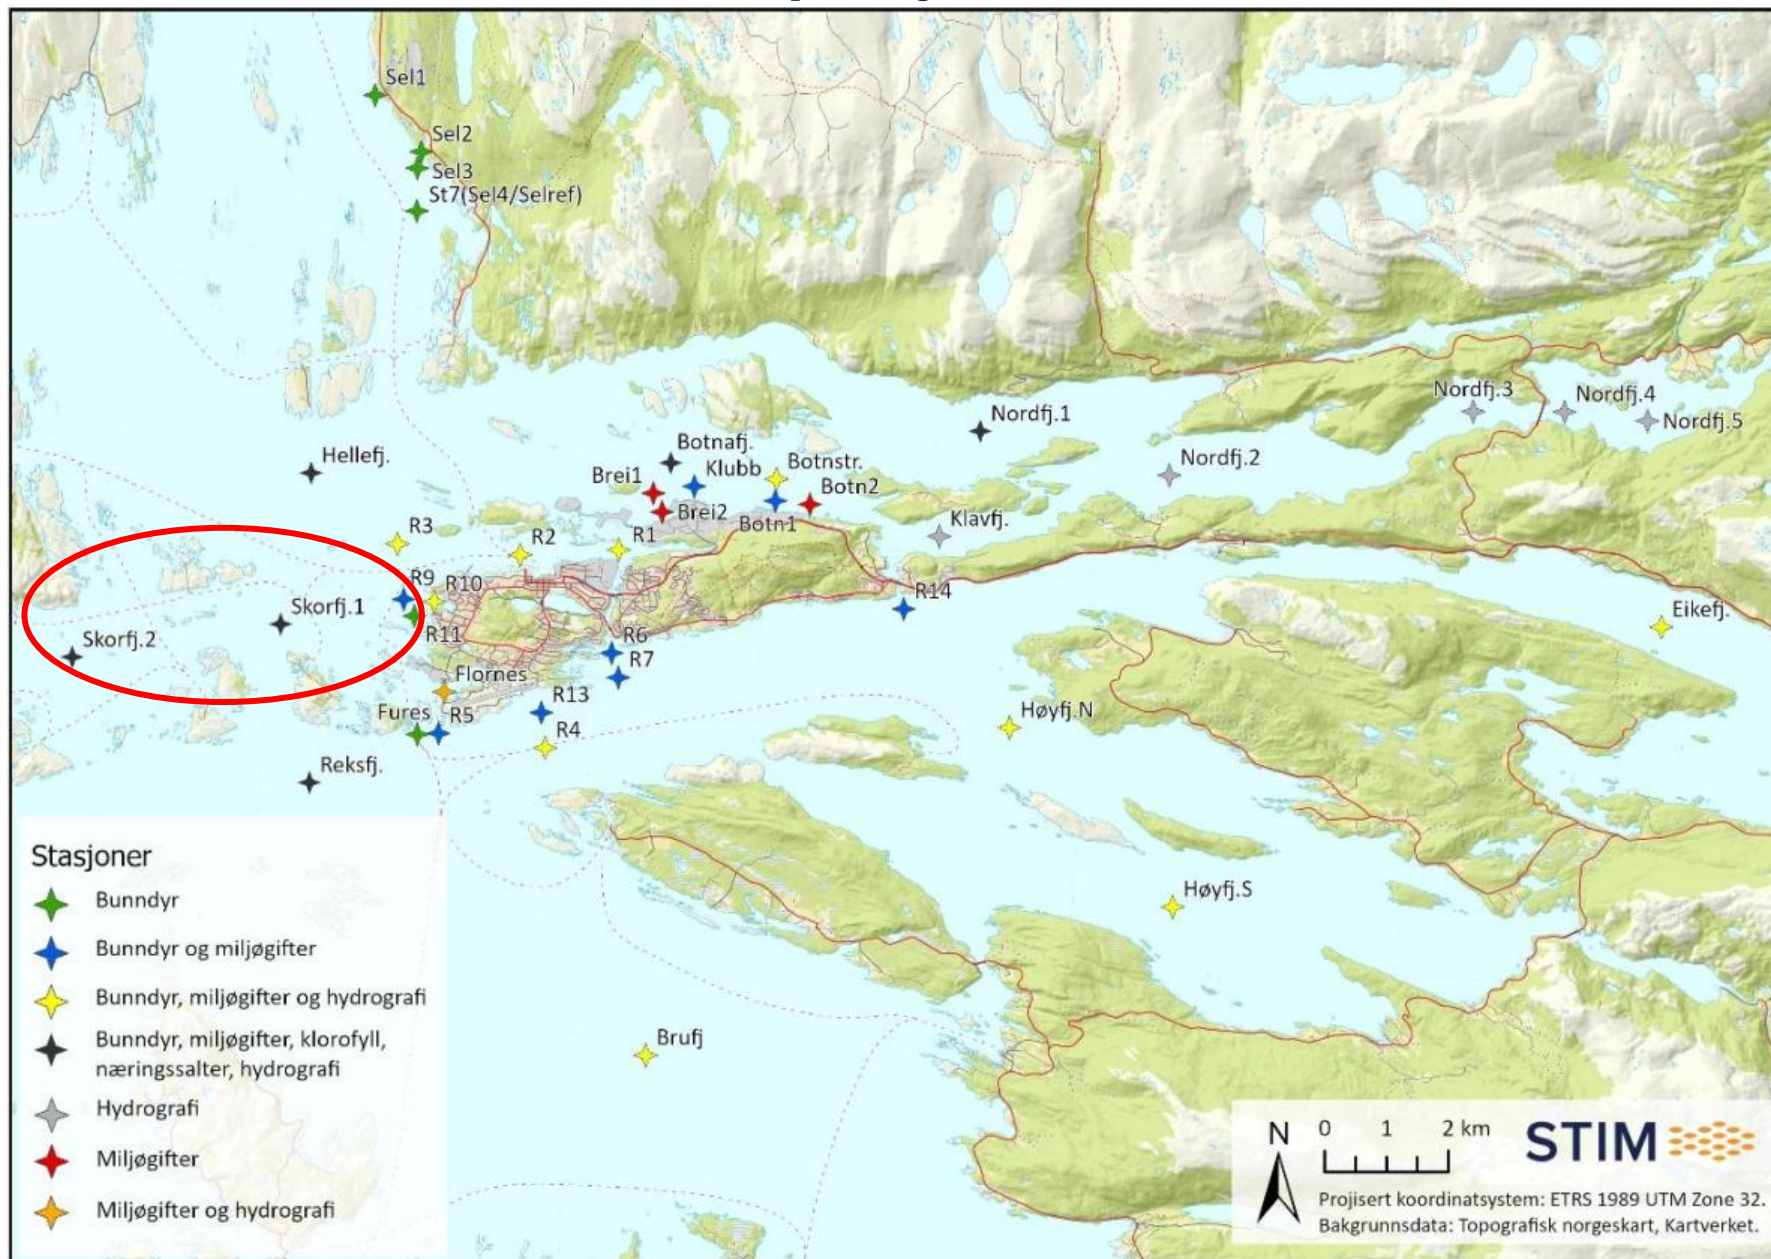 Sel1
Sel2
Sel3
St7(Sel4/Selref)
Nordfj.3
Nordfj.4
Nordfj.5
Nordfj.1
Nordfj.2
Hellefj.
Botnafj.
Klubb
Botnstr.
Brei1
Brei2
Botn1
Botn2
Klavfj.
R3
R2
R1
R9
R10
R11
R14
Skorfj.1
Skorfj.2
Eikefj.
R6
R7
Flornes
R13
Fures
R5
R4
Høyfj.N
Reksfj.
Høyfj.S
Brufj
Stasjoner
Bunndyr
Bunndyr og miljøgifter
Bunndyr, miljøgifter og hydrografi
Bunndyr, miljøgifter, klorofyll,
næringssalter, hydrografi
Hydrografi
Miljøgifter
Miljøgifter og hydrografi
N
0 1 2 km
STIM
Projisert koordinatsystem: ETRS 1989 UTM Zone 32.
Bakgrunnsdata: Topografisk norgeskart, Kartverket.